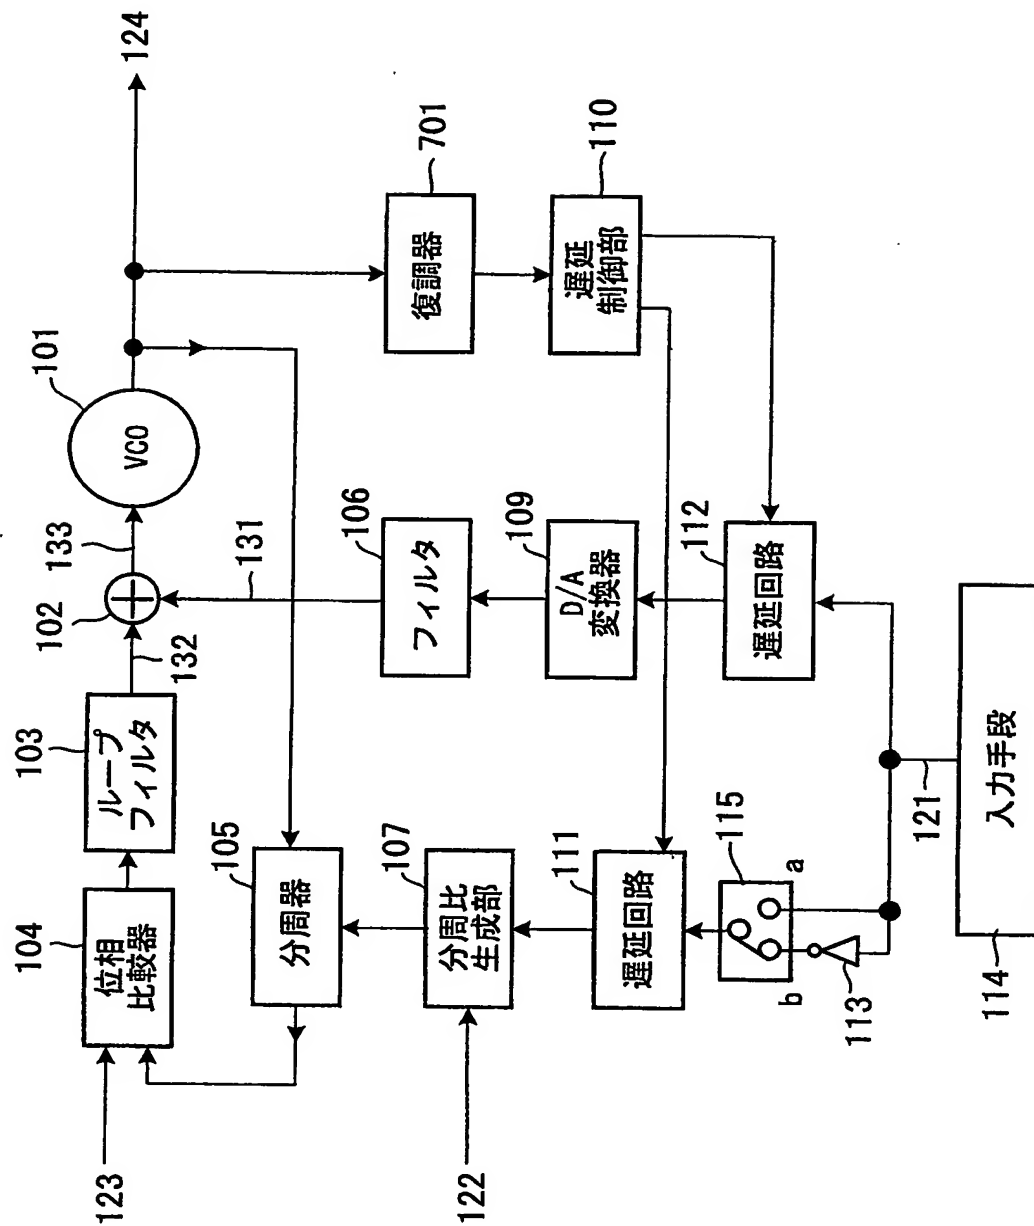 124
101
VCO
133
102
132
103
ループ
フィルタ
104
位相
比較器
123
131
105
分周器
106
フィルタ
701
復調器
107
分周比
生成部
122
109
D/A
変換器
110
遅延
制御部
111
遅延回路
112
遅延回路
115
a
b
113
121
114
入力手段